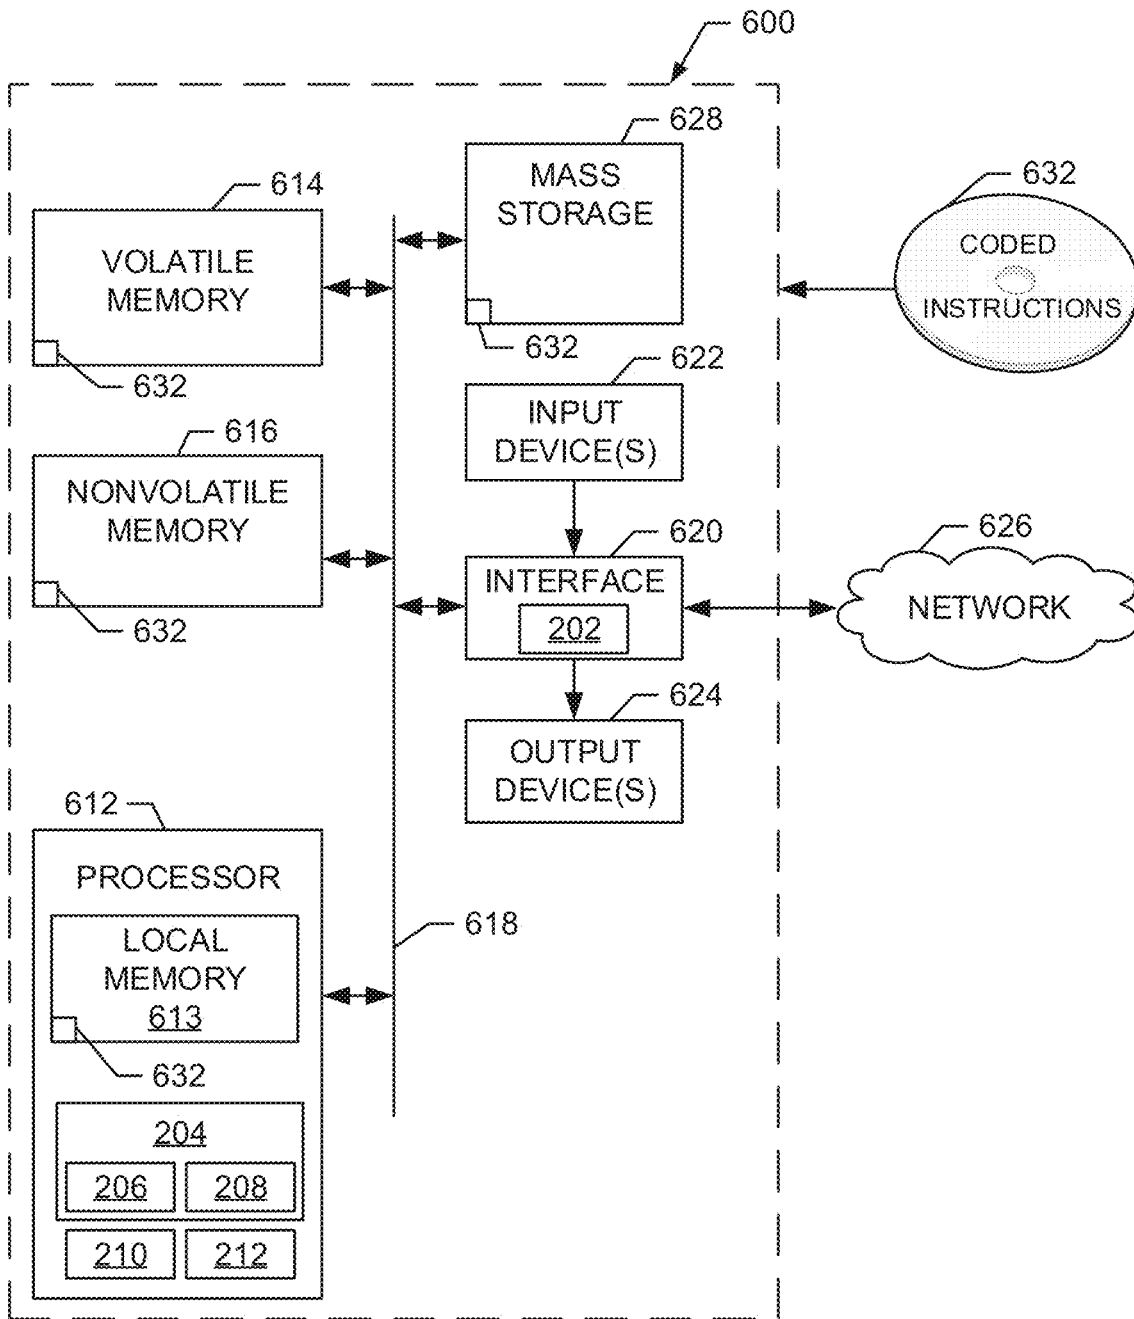 600
628
MASS
STORAGE
632
614
VOLATILE
MEMORY
632
622
INPUT
DEVICE(S)
616
NONVOLATILE
MEMORY
632
620
INTERFACE
202
624
OUTPUT
DEVICE(S)
632
CODED
INSTRUCTIONS
626
NETWORK
612
PROCESSOR
LOCAL
MEMORY
613
632
618
204
206
208
210
212